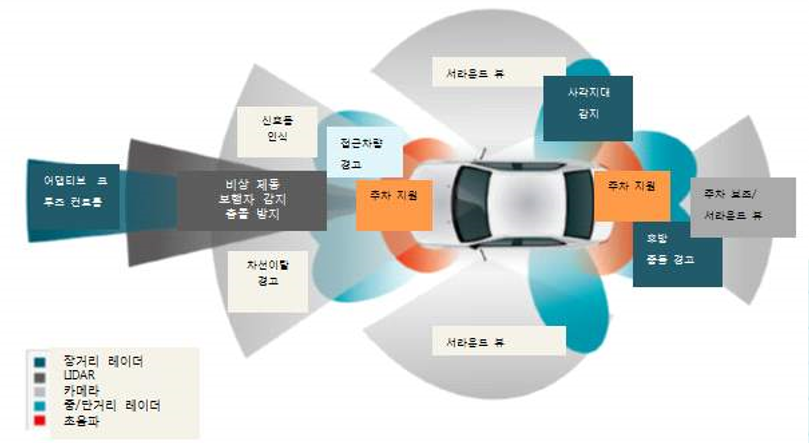 서라운드 뷰
사각지대
감지
신호등
인식
접근차량
경고
어댑티브 크
루즈 컨트롤
비상 제동
보행자 감지
충돌 방지
주차 지원
주차 지원
주차 보조/
서라운드 뷰
후방
충돌 경고
차선이탈
경고
서라운드 뷰
장거리 레이더
LIDAR
카메라
중/단거리 레이더
초음파